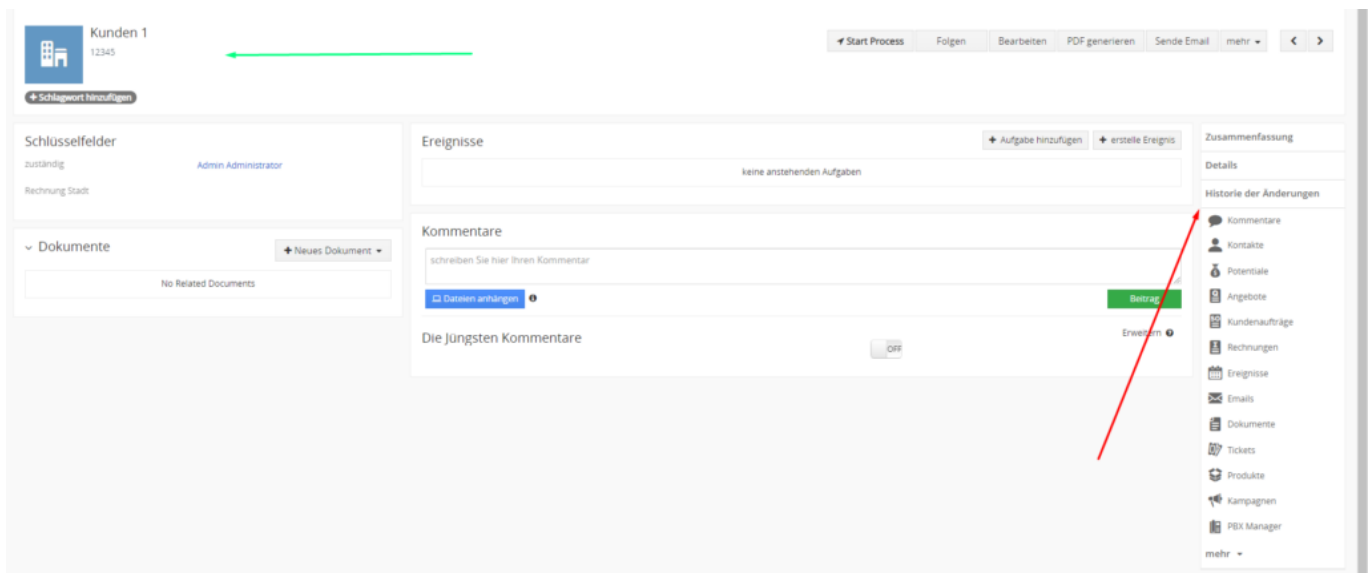 Kunden 1
12345
Start Process Folgen Bearbeiten PDF generieren Sende Email mehr
+ Schlagwort hinzufügen
Schlüsselfelder
zuständig Admin Administrator
Rechnung Stadt
Dokumente + Neues Dokument
No Related Documents
Ereignisse + Aufgabe hinzufügen + erstelle Ereignis
keine anstehenden Aufgaben
Kommentare
schreiben Sie hier Ihren Kommentar
Dateien anhängen Beitrag
Die Jüngsten Kommentare OFF Erweitern
Zusammenfassung
Details
Historie der Änderungen
Kommentare
Kontakte
Potentiale
Angebote
Kundenaufträge
Rechnungen
Ereignisse
Emails
Dokumente
Tickets
Produkte
Kampagnen
PBX Manager
mehr